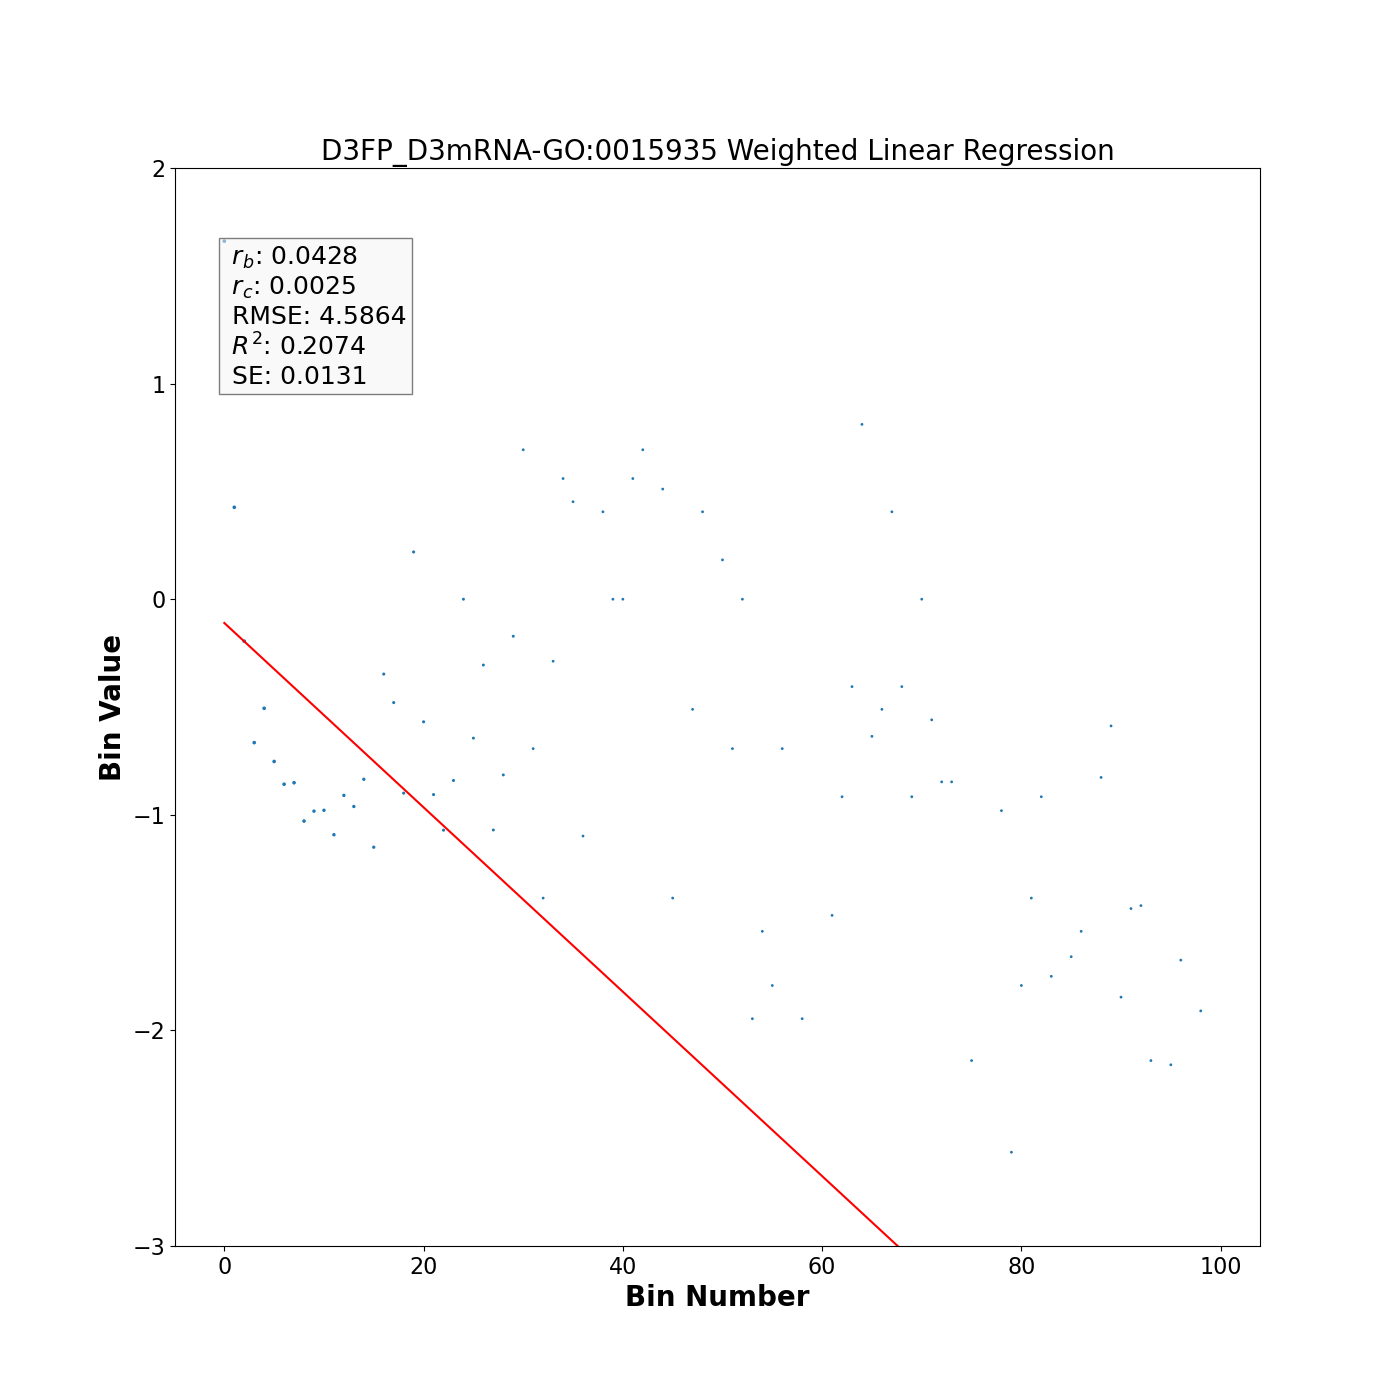 D3FP_D3mRNA-GO:0015935 Weighted Linear Regression
2
r_b: 0.0428
r_c: 0.0025
RMSE: 4.5864
R²: 0.2074
SE: 0.0131
1
0
−1
−2
−3
Bin Value
0 20 40 60 80 100
Bin Number